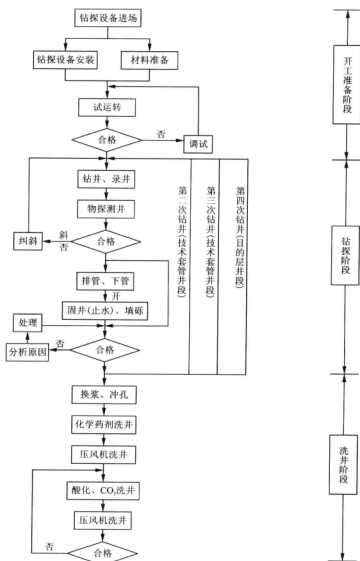 钻探设备进场
钻探设备安装
材料准备
试运转
合格
否
调试
钻井、录井
物探测井
纠斜
斜
否
合格
排管、下管
开
固井(止水)、填砾
处理
分析原因
否
合格
第二次钻井(技术套管井段)
第三次钻井(技术套管井段)
第四次钻井(目的层井段)
换浆、冲孔
化学药剂洗井
压风机洗井
酸化、CO₂洗井
压风机洗井
否
合格
开工准备阶段
钻探阶段
洗井阶段